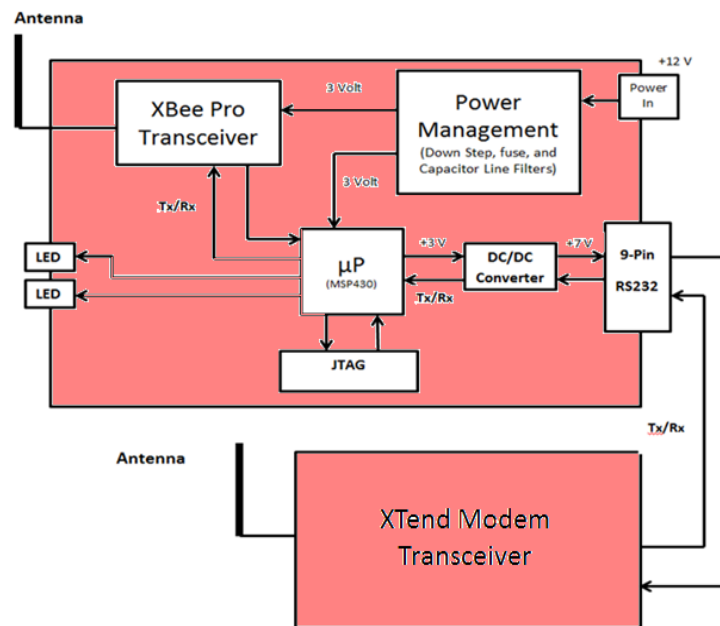 Antenna
+12 V
XBee Pro
Transceiver
3 Volt
Power
Management
(Down Step, fuse, and
Capacitor Line Filters)
Power
In
3 Volt
Tx/Rx
LED
LED
µP
(MSP430)
+3 V
DC/DC
Converter
+7 V
9-Pin
RS232
Tx/Rx
JTAG
Tx/Rx
Antenna
XTend Modem
Transceiver